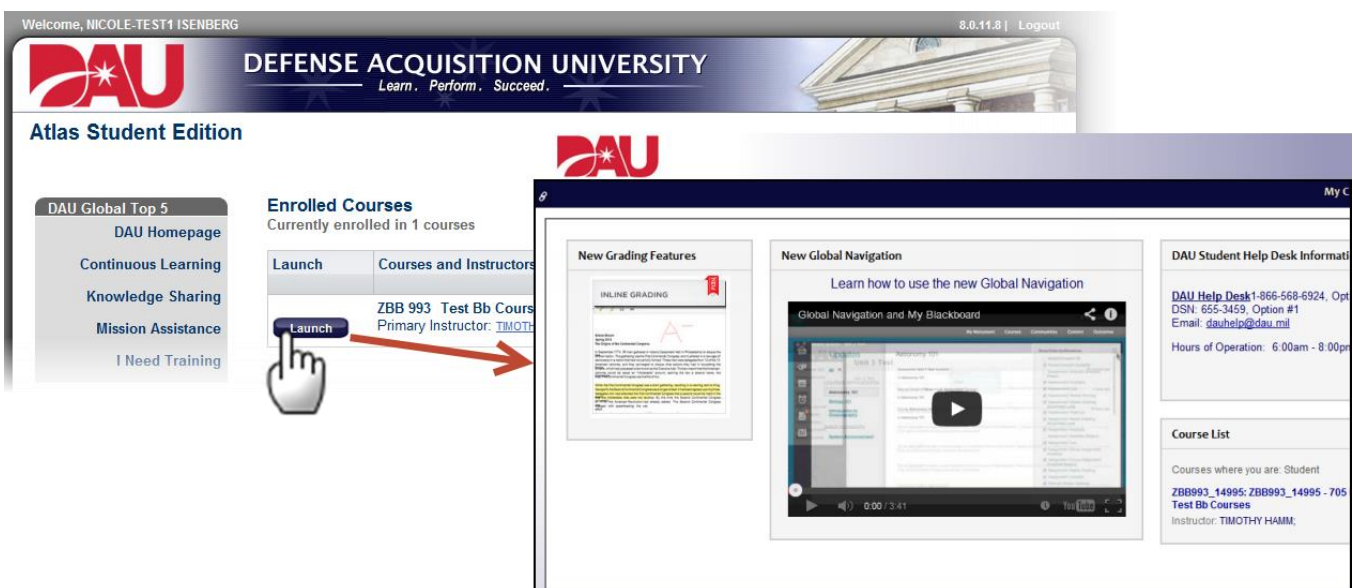 Welcome, NICOLE-TEST1 ISENBERG
8.0.11.8 | Logout
DAU
DEFENSE ACQUISITION UNIVERSITY
Learn. Perform. Succeed.
Atlas Student Edition
DAU Global Top 5
DAU Homepage
Continuous Learning
Knowledge Sharing
Mission Assistance
I Need Training
Enrolled Courses
Currently enrolled in 1 courses
Launch
Courses and Instructors
Launch
ZBB 993 Test Bb Cours
Primary Instructor: TIMOTH
DAU
My C
New Grading Features
INLINE GRADING
A-
New Global Navigation
Learn how to use the new Global Navigation
Global Navigation and My Blackboard
Updates
Astronomy 101
0:00 / 3:41
YouTube
DAU Student Help Desk Informati
DAU Help Desk1-866-568-6924, Opt
DSN: 655-3459, Option #1
Email: dauhelp@dau.mil
Hours of Operation: 6:00am - 8:00pm
Course List
Courses where you are: Student
ZBB993_14995: ZBB993_14995 - 705
Test Bb Courses
Instructor: TIMOTHY HAMM;